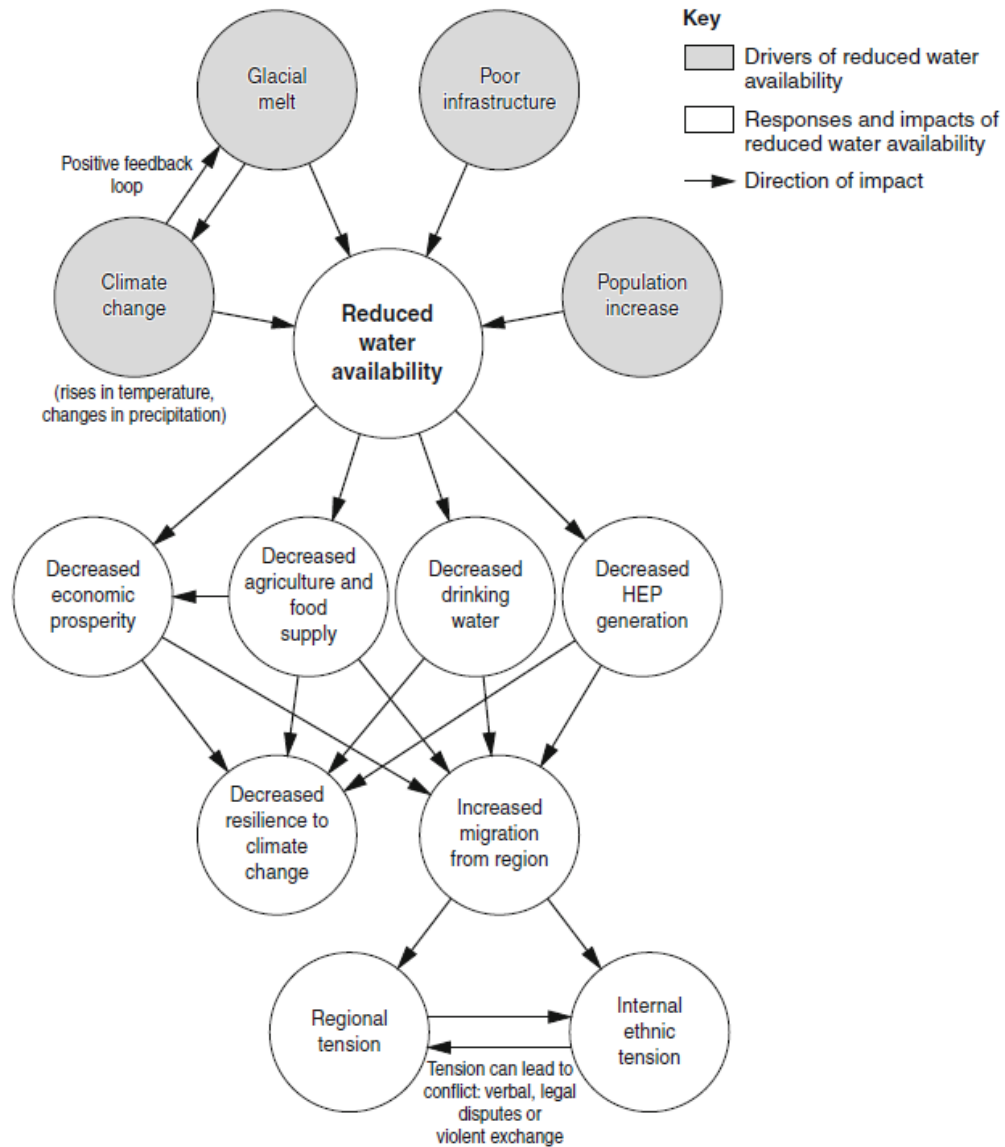 Key
Drivers of reduced water
availability
Responses and impacts of
reduced water availability
Direction of impact
Glacial
melt
Poor
infrastructure
Positive feedback
loop
Climate
change
(rises in temperature,
changes in precipitation)
Reduced
water
availability
Population
increase
Decreased
economic
prosperity
Decreased
agriculture and
food
supply
Decreased
drinking
water
Decreased
HEP
generation
Decreased
resilience to
climate
change
Increased
migration
from region
Regional
tension
Internal
ethnic
tension
Tension can lead to
conflict: verbal, legal
disputes or
violent exchange